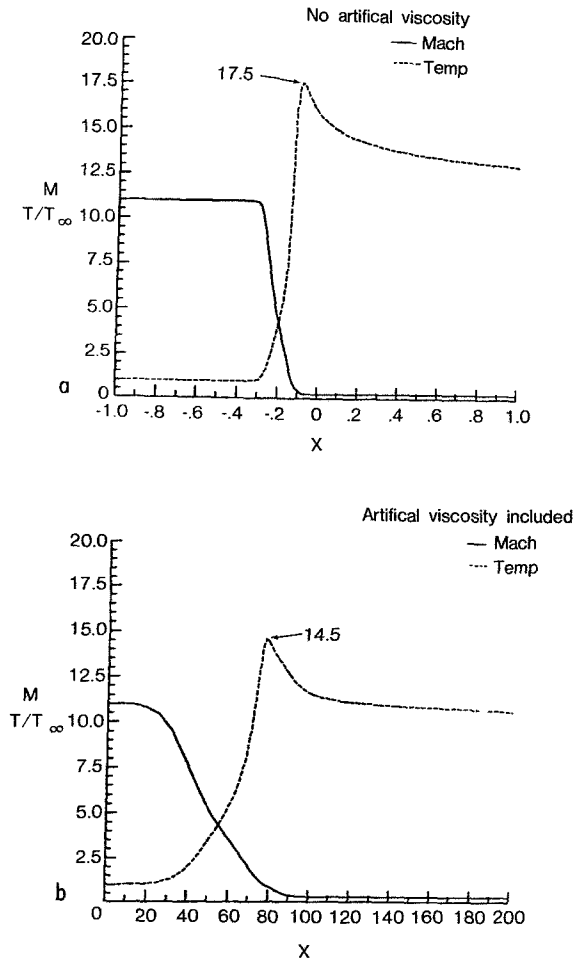 No artifical viscosity
— Mach
---- Temp
20.0
17.5
15.0
12.5
10.0
7.5
5.0
2.5
0
M
T/T∞
17.5
a
-1.0 -.8 -.6 -.4 -.2 0 .2 .4 .6 .8 1.0
X
Artifical viscosity included
— Mach
---- Temp
20.0
17.5
15.0
12.5
10.0
7.5
5.0
2.5
0
M
T/T∞
14.5
b
20 40 60 80 100 120 140 160 180 200
X